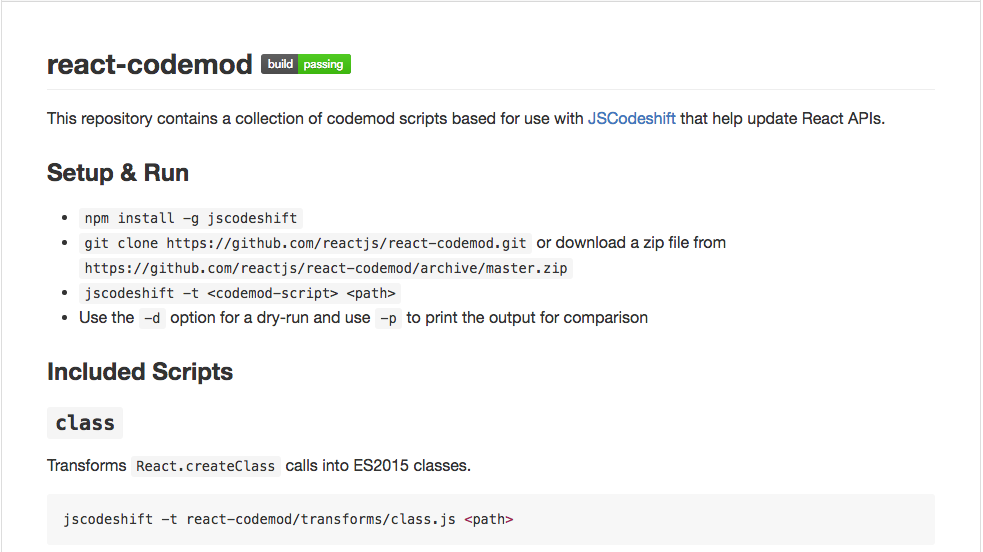 react-codemod build passing
This repository contains a collection of codemod scripts based for use with JSCodeshift that help update React APIs.
Setup & Run
• npm install -g jscodeshift
• git clone https://github.com/reactjs/react-codemod.git or download a zip file from
https://github.com/reactjs/react-codemod/archive/master.zip
• jscodeshift -t <codemod-script> <path>
• Use the -d option for a dry-run and use -p to print the output for comparison
Included Scripts
class
Transforms React.createClass calls into ES2015 classes.
jscodeshift -t react-codemod/transforms/class.js <path>